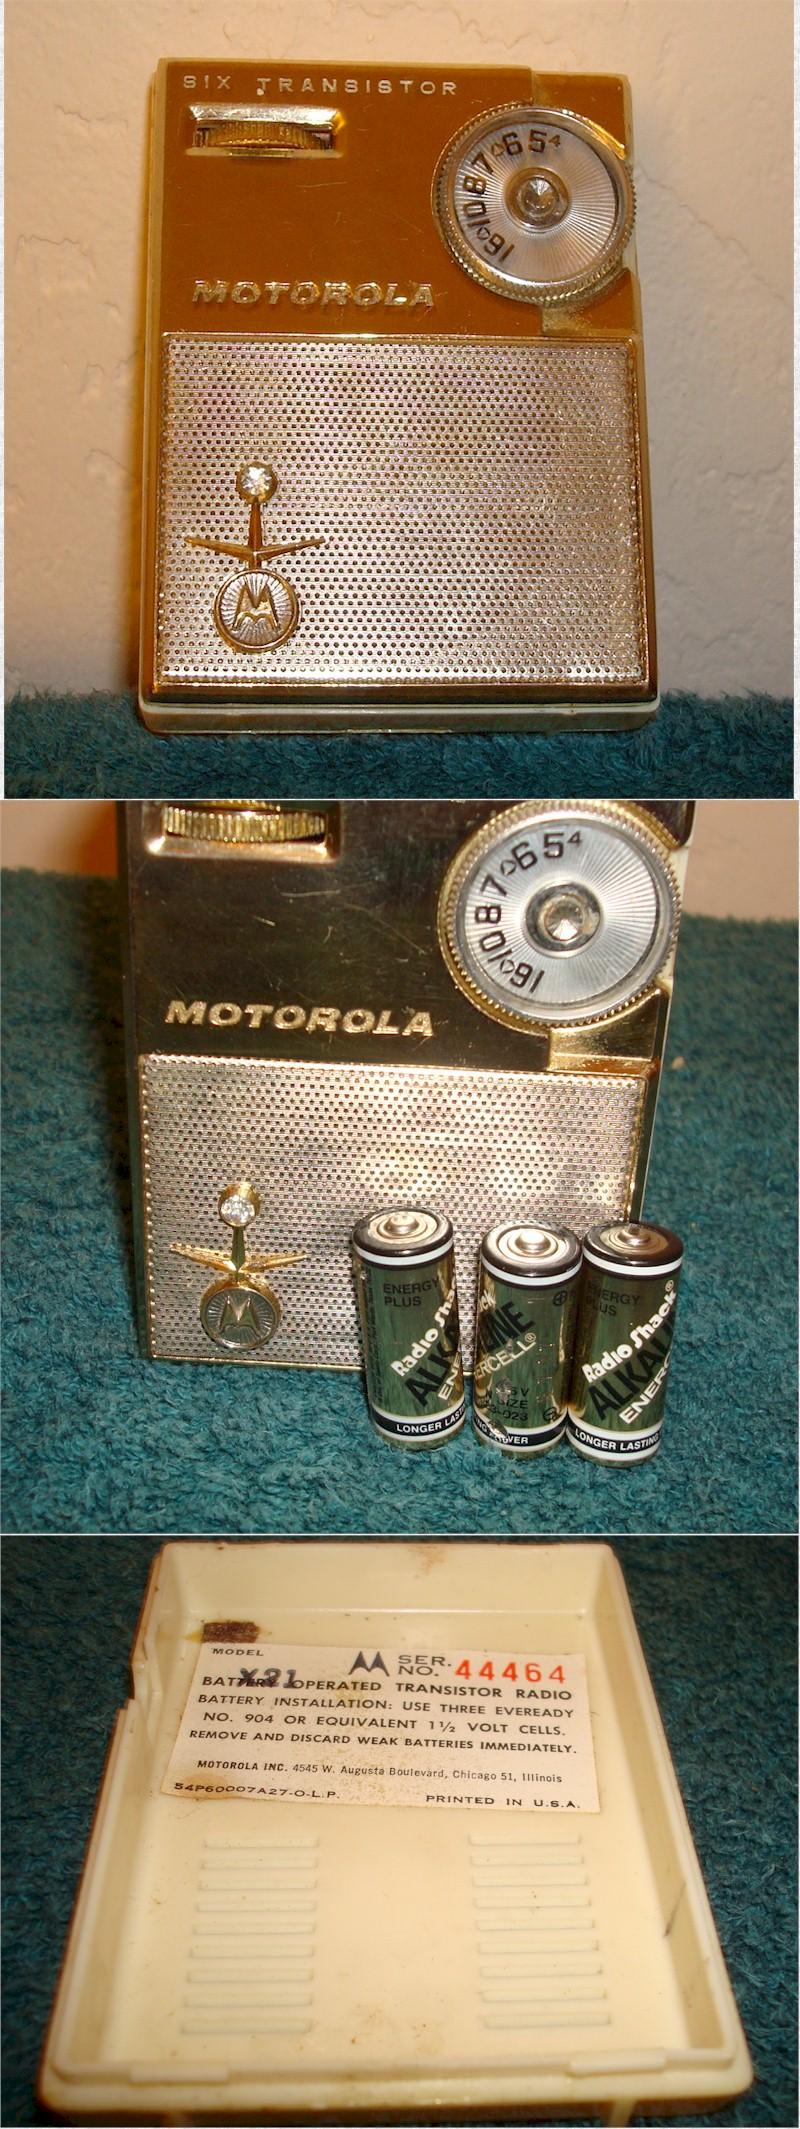 SIX TRANSISTOR
4 5 6 7 8 10 16
MOTOROLA
M
4 5 6 7 8 10 16
MOTOROLA
M
ENERGY
PLUS
Radio Shack
LONGER LASTING
ENERCELL®
23-023
ENERGY
PLUS
Radio Shack®
ALKALINE
LONGER LASTING
MODEL X21
M SER. NO. 44464
BATTERY OPERATED TRANSISTOR RADIO
BATTERY INSTALLATION: USE THREE EVEREADY
NO. 904 OR EQUIVALENT 1½ VOLT CELLS.
REMOVE AND DISCARD WEAK BATTERIES IMMEDIATELY.
MOTOROLA INC. 4545 W. Augusta Boulevard, Chicago 51, Illinois
54P60007A27-O-L.P. PRINTED IN U.S.A.